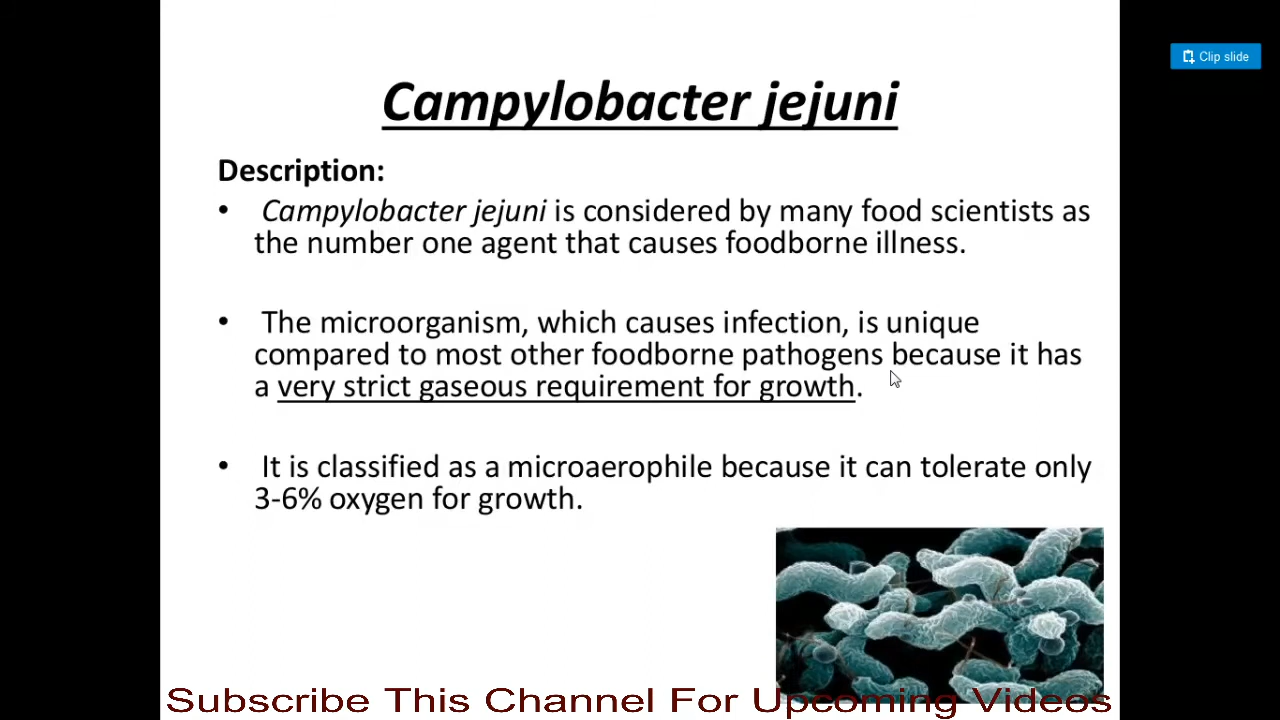 Clip slide
Campylobacter jejuni
Description:
• Campylobacter jejuni is considered by many food scientists as
the number one agent that causes foodborne illness.
• The microorganism, which causes infection, is unique
compared to most other foodborne pathogens because it has
a very strict gaseous requirement for growth.
• It is classified as a microaerophile because it can tolerate only
3-6% oxygen for growth.
Subscribe This Channel For Upcoming Videos